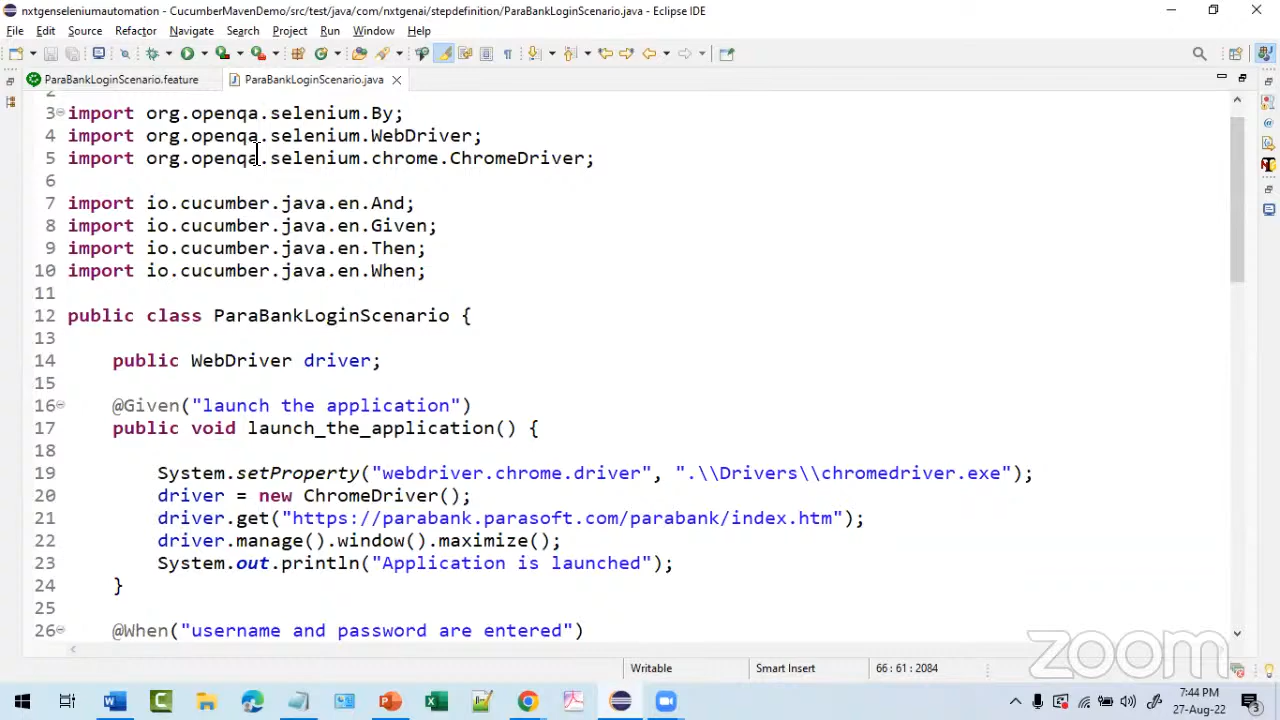 nxtgenseleniumautomation - CucumberMavenDemo/src/test/java/com/nxtgenai/stepdefinition/ParaBankLoginScenario.java - Eclipse IDE
File Edit Source Refactor Navigate Search Project Run Window Help
ParaBankLoginScenario.feature ParaBankLoginScenario.java
2
3 import org.openqa.selenium.By;
4 import org.openqa.selenium.WebDriver;
5 import org.openqa.selenium.chrome.ChromeDriver;
6
7 import io.cucumber.java.en.And;
8 import io.cucumber.java.en.Given;
9 import io.cucumber.java.en.Then;
10 import io.cucumber.java.en.When;
11
12 public class ParaBankLoginScenario {
13
14 public WebDriver driver;
15
16 @Given("launch the application")
17 public void launch_the_application() {
18
19 System.setProperty("webdriver.chrome.driver", ".\\Drivers\\chromedriver.exe");
20 driver = new ChromeDriver();
21 driver.get("https://parabank.parasoft.com/parabank/index.htm");
22 driver.manage().window().maximize();
23 System.out.println("Application is launched");
24 }
25
26 @When("username and password are entered")
zoom
Writable Smart Insert 66 : 61 : 2084
7:44 PM
27-Aug-22
3